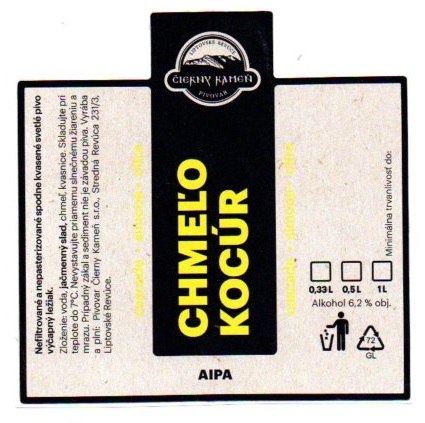 LIPTOVSKÉ REVÚCE
ČIERNY KAMEŇ
PIVOVAR
CHMEĽO
KOCÚR
AIPA
Nefiltrované a nepasterizované spodne kvasené svetlé pivo
výčapný ležiak.
Zloženie: voda, jačmenný slad, chmeľ, kvasnice. Skladujte pri
teplote do 7°C. Nevystavujte priamemu slnečnému žiareniu a
mrazu. Prípadný zákal a sediment nie je závadou piva. Vyrába
a plní: Pivovar Čierny Kameň s.r.o., Stredná Revúca 231/3,
Liptovské Revúce.
Minimálna trvanlivosť do:
0,33 L 0,5 L 1 L
Alkohol 6,2 % obj.
72
GL